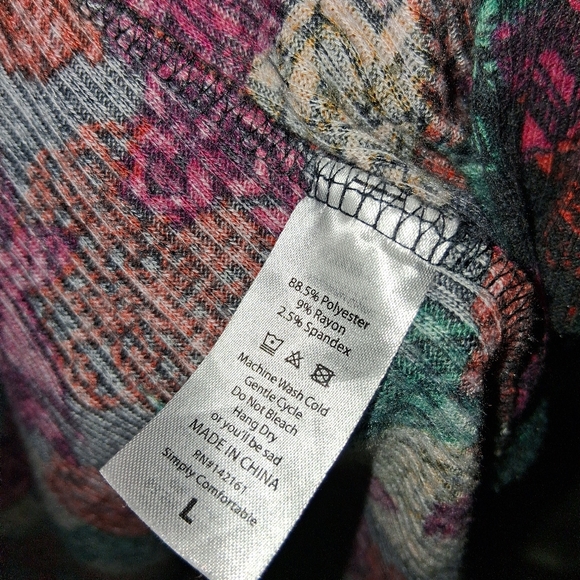 88.5% Polyester
9% Rayon
2.5% Spandex
Machine Wash Cold
Gentle Cycle
Do Not Bleach
Hang Dry
or you'll be sad
MADE IN CHINA
RN#142161
Simply Comfortable
L